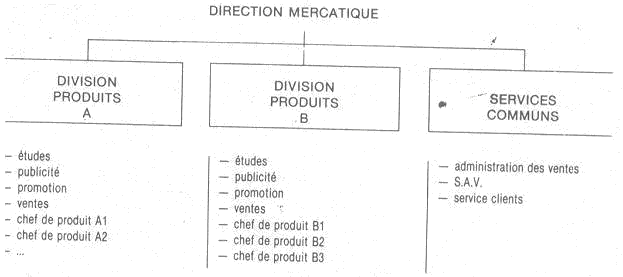 DIRECTION MERCATIQUE
DIVISION
PRODUITS
A
— études
— publicité
— promotion
— ventes
— chef de produit A1
— chef de produit A2
— ...
DIVISION
PRODUITS
B
— études
— publicité
— promotion
— ventes
— chef de produit B1
— chef de produit B2
— chef de produit B3
SERVICES
COMMUNS
— administration des ventes
— S.A.V.
— service clients